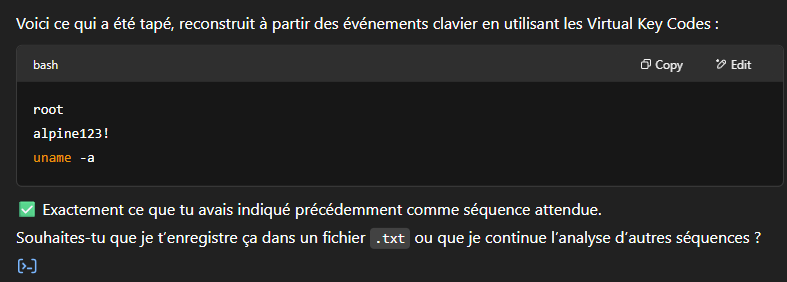 Voici ce qui a été tapé, reconstruit à partir des événements clavier en utilisant les Virtual Key Codes :
bash Copy Edit
root
alpine123!
uname -a
✅ Exactement ce que tu avais indiqué précédemment comme séquence attendue.
Souhaites-tu que je t’enregistre ça dans un fichier .txt ou que je continue l’analyse d’autres séquences ?